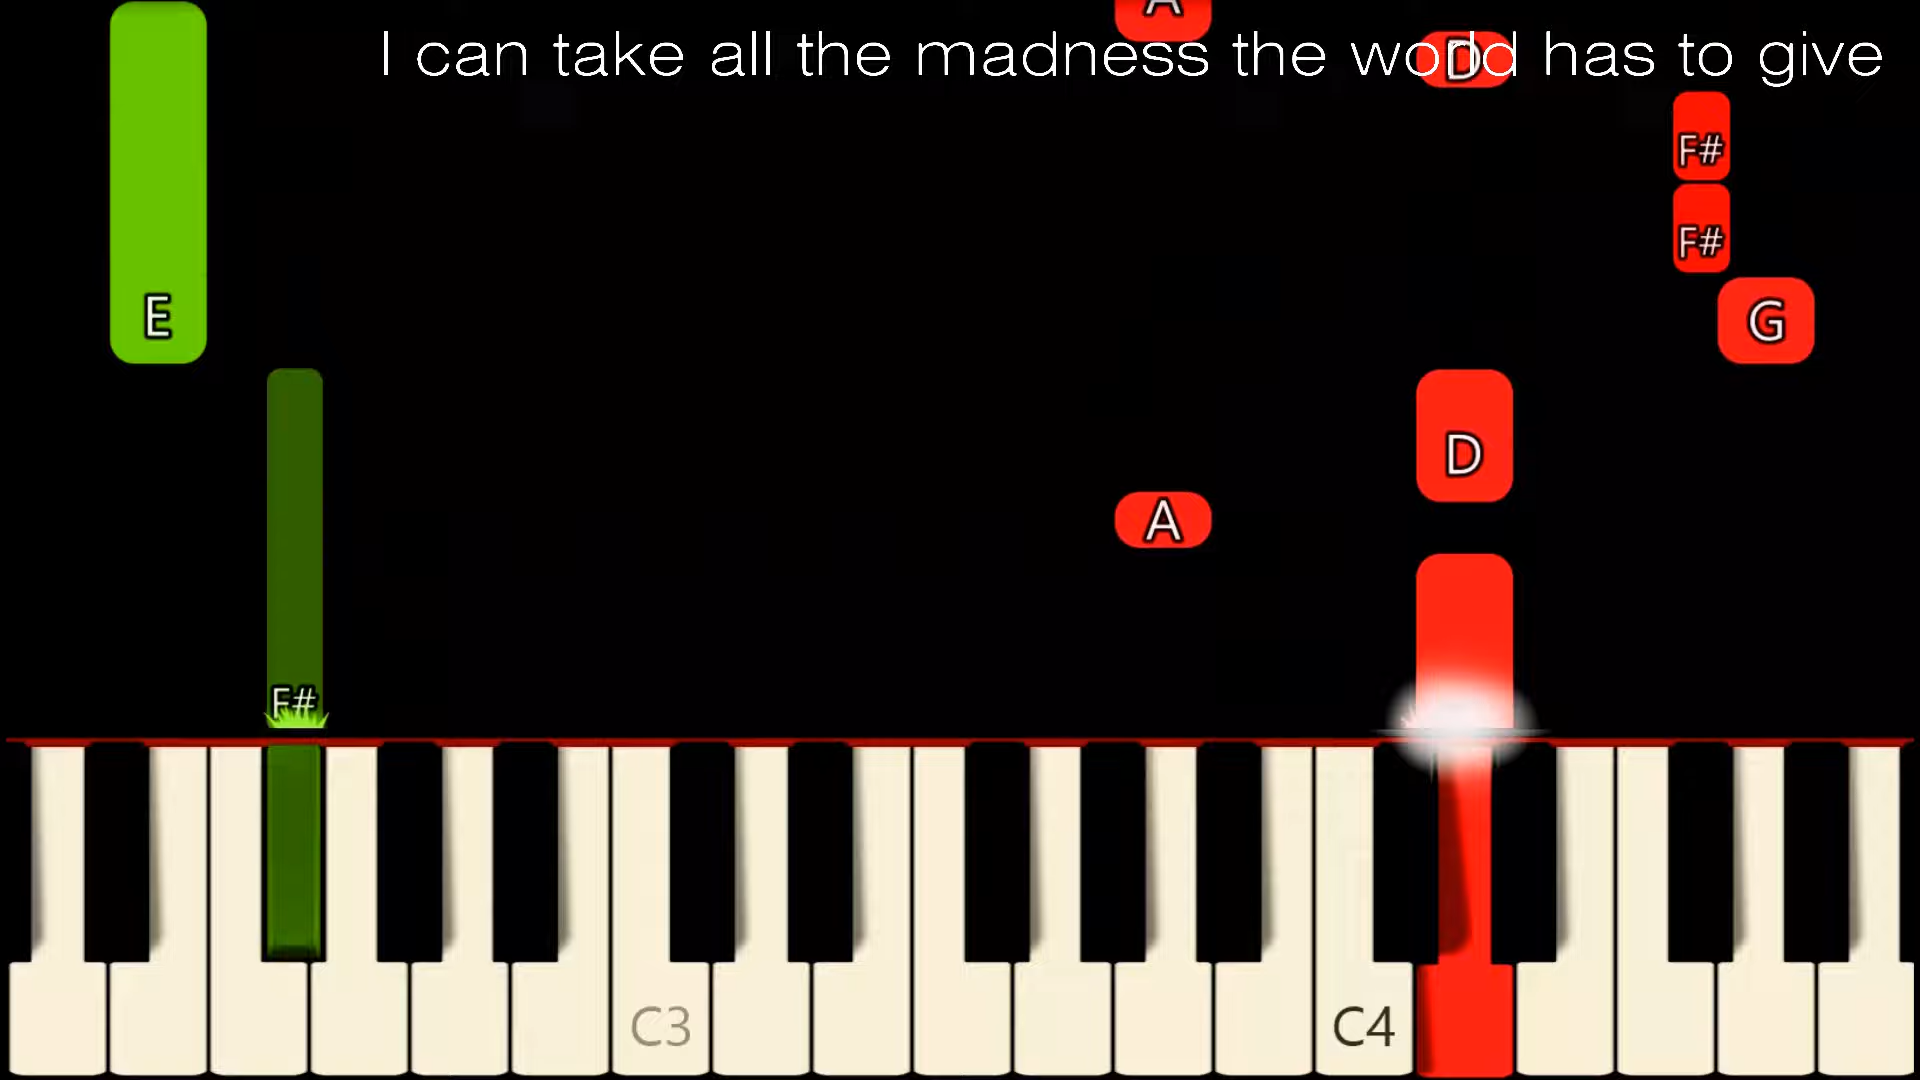 A
I can take all the madness the world has to give
D
F#
F#
E
G
D
A
F#
C3
C4